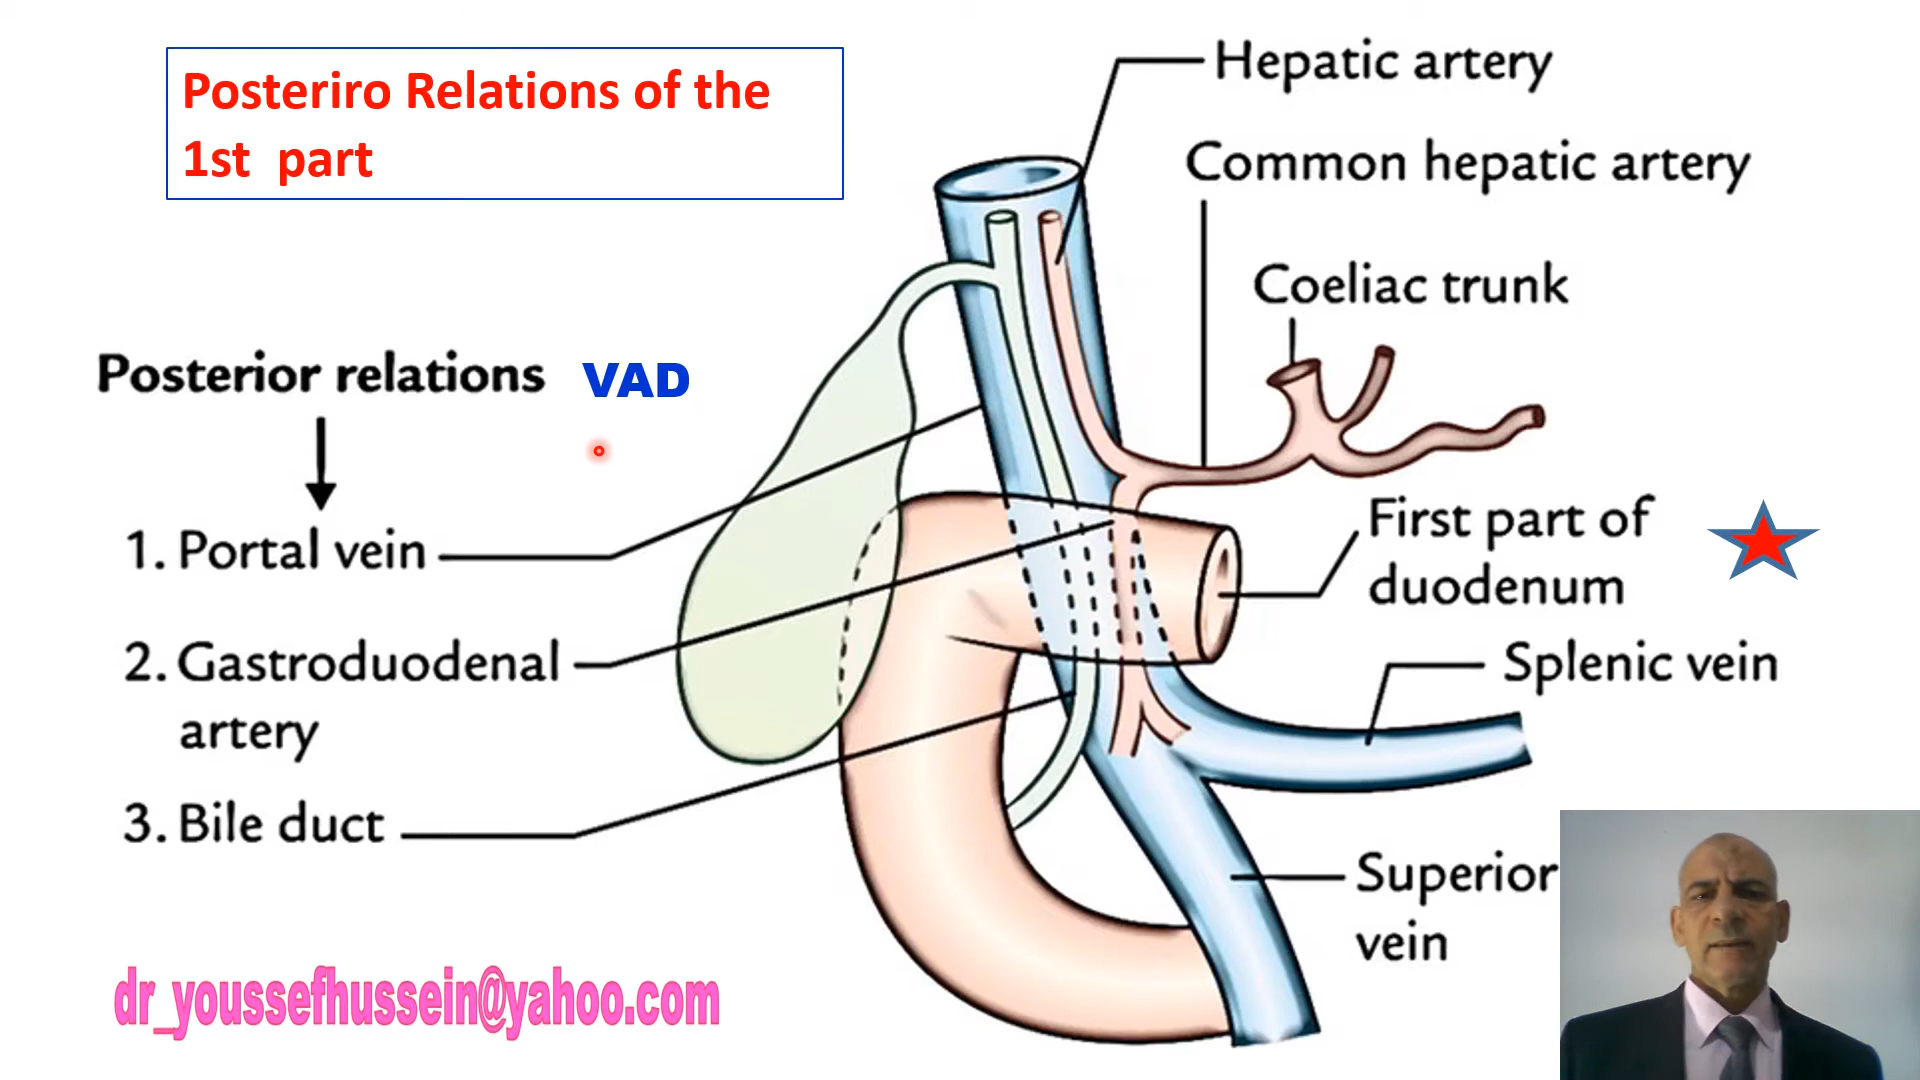 Posteriro Relations of the
1st part
Hepatic artery
Common hepatic artery
Coeliac trunk
Posterior relations VAD
1. Portal vein
First part of
duodenum
2. Gastroduodenal
artery
Splenic vein
3. Bile duct
Superior
vein
dr_youssefhussein@yahoo.com